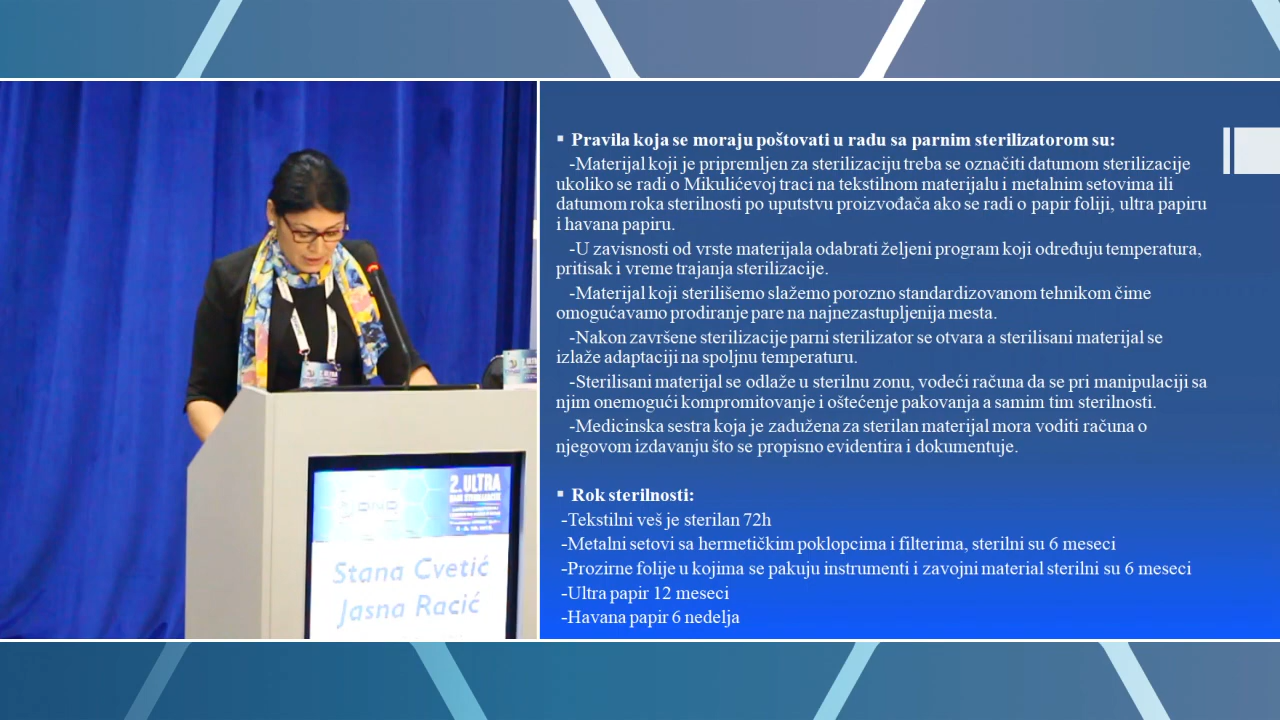 Pravila koja se moraju poštovati u radu sa parnim sterilizatorom su:
-Materijal koji je pripremljen za sterilizaciju treba se označiti datumom sterilizacije
ukoliko se radi o Mikulićevoj traci na tekstilnom materijalu i metalnim setovima ili
datumom roka sterilnosti po uputstvu proizvođača ako se radi o papir foliji, ultra papiru
i havana papiru.
-U zavisnosti od vrste materijala odabrati željeni program koji određuju temperatura,
pritisak i vreme trajanja sterilizacije.
-Materijal koji sterilišemo slažemo porozno standardizovanom tehnikom čime
omogućavamo prodiranje pare na najnezastupljenija mesta.
-Nakon završene sterilizacije parni sterilizator se otvara a sterilisani materijal se
izlaže adaptaciji na spoljnu temperaturu.
-Sterilisani materijal se odlaže u sterilnu zonu, vodeći računa da se pri manipulaciji sa
njim onemogući kompromitovanje i oštećenje pakovanja a samim tim sterilnosti.
-Medicinska sestra koja je zadužena za sterilan materijal mora voditi računa o
njegovom izdavanju što se propisno evidentira i dokumentuje.
Rok sterilnosti:
-Tekstilni veš je sterilan 72h
-Metalni setovi sa hermetičkim poklopcima i filterima, sterilni su 6 meseci
-Prozirne folije u kojima se pakuju instrumenti i zavojni material sterilni su 6 meseci
-Ultra papir 12 meseci
-Havana papir 6 nedelja
2. ULTRA
Stana Cvetić
Jasna Racić